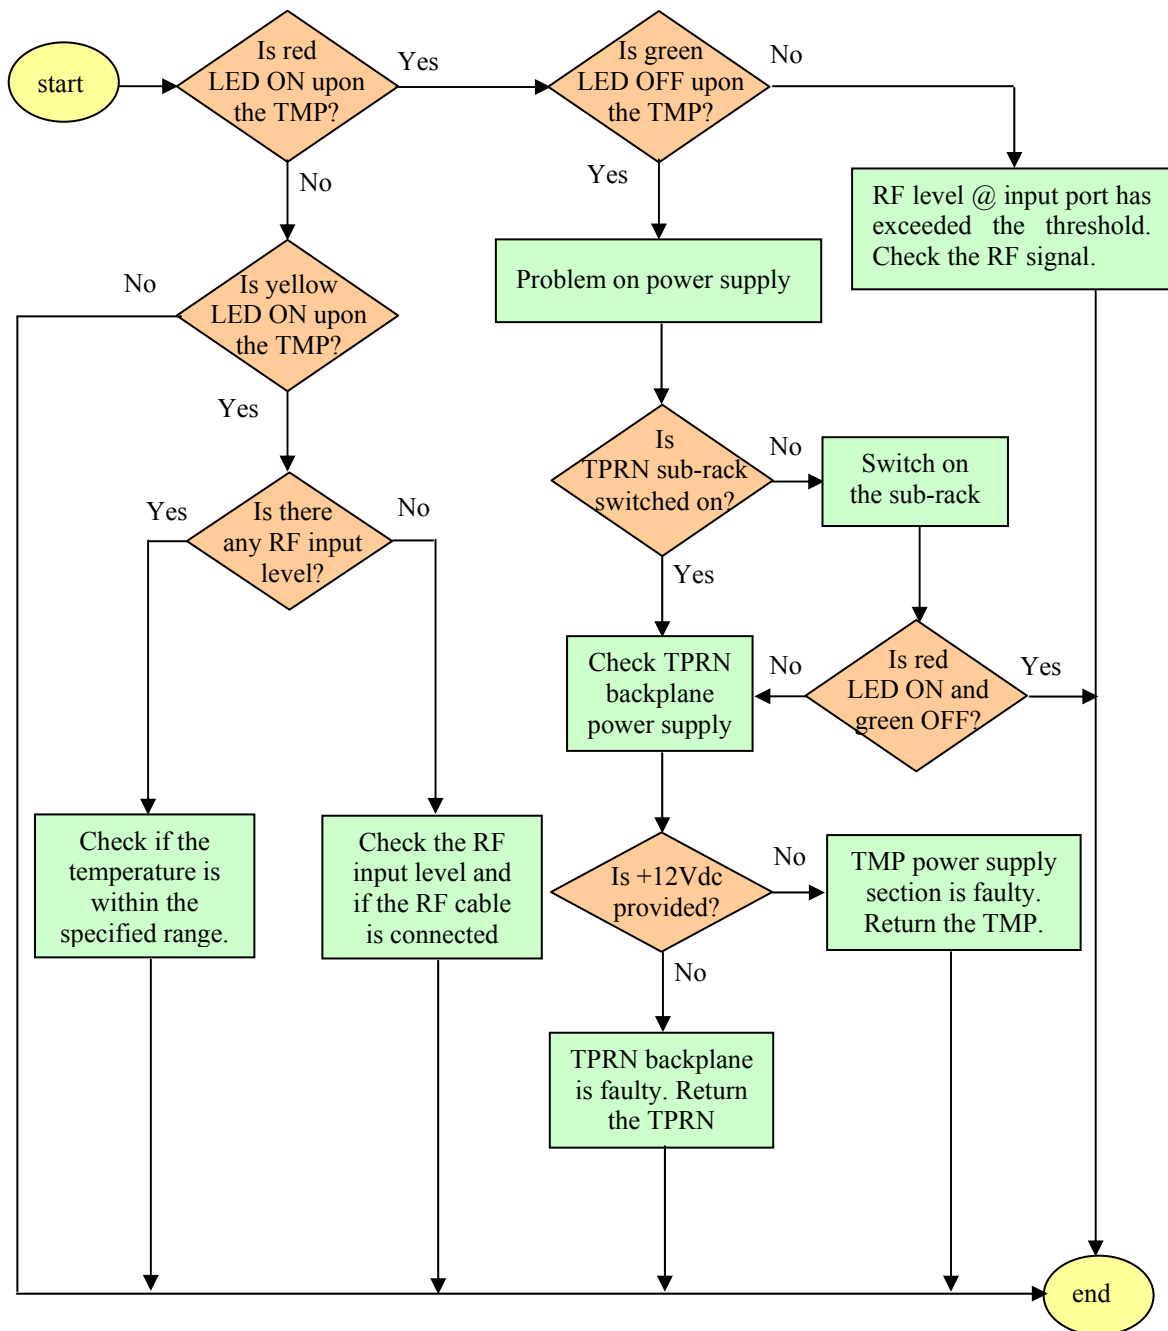 start
Is red
LED ON upon
the TMP?
Yes
Is green
LED OFF upon
the TMP?
No
No
Yes
RF level @ input port has
exceeded the threshold.
Check the RF signal.
No
Is yellow
LED ON upon
the TMP?
Problem on power supply
Yes
Is
TPRN sub-rack
switched on?
No
Switch on
the sub-rack
Yes
Is there
any RF input
level?
No
Yes
Check TPRN
backplane
power supply
No
Is red
LED ON and
green OFF?
Yes
Check if the
temperature is
within the
specified range.
Check the RF
input level and
if the RF cable
is connected
Is +12Vdc
provided?
No
TMP power supply
section is faulty.
Return the TMP.
No
TPRN backplane
is faulty. Return
the TPRN
end